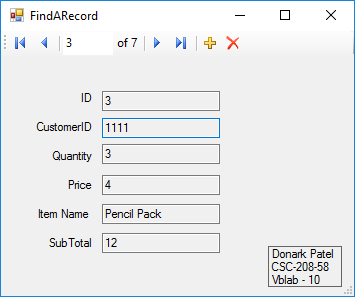 FindARecord
3 of 7
ID 3
CustomerID 1111
Quantity 3
Price 4
Item Name Pencil Pack
SubTotal 12
Donark Patel
CSC-208-58
Vblab - 10